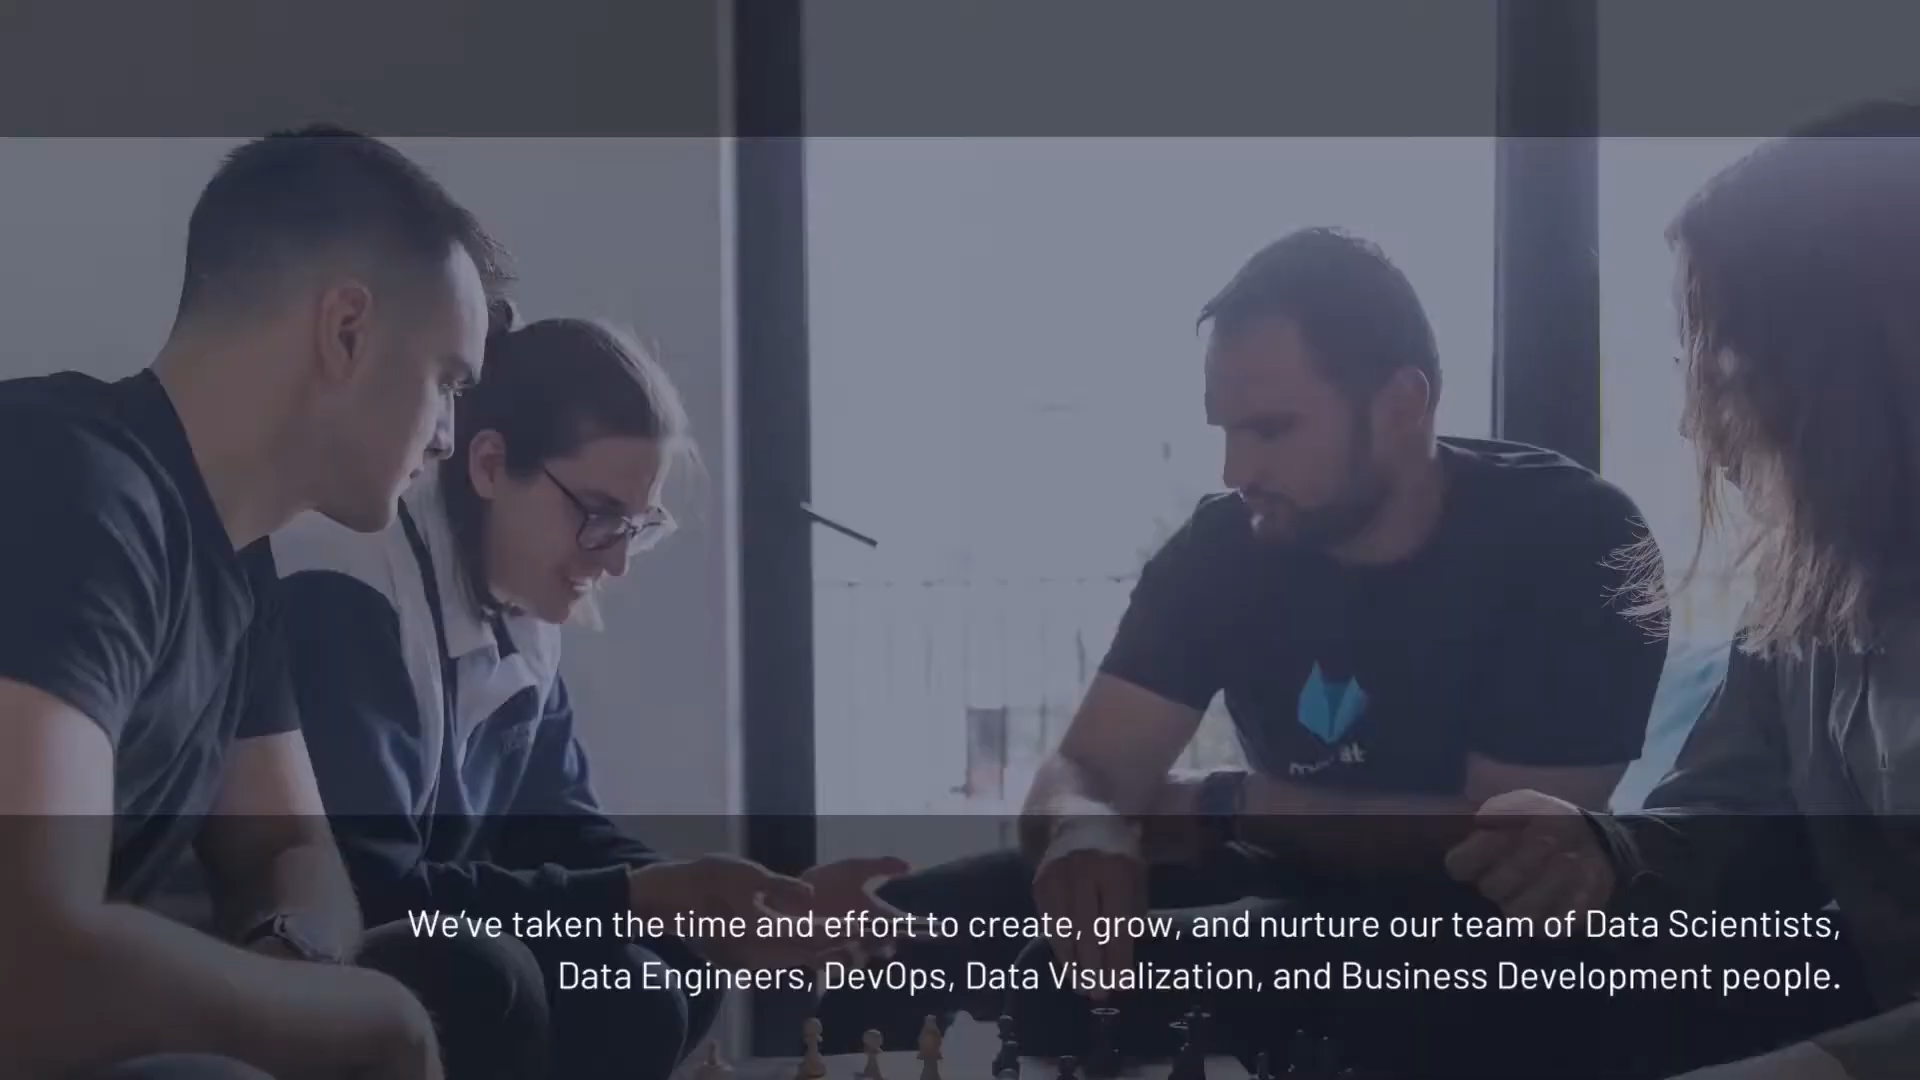 We've taken the time and effort to create, grow, and nurture our team of Data Scientists,
Data Engineers, DevOps, Data Visualization, and Business Development people.